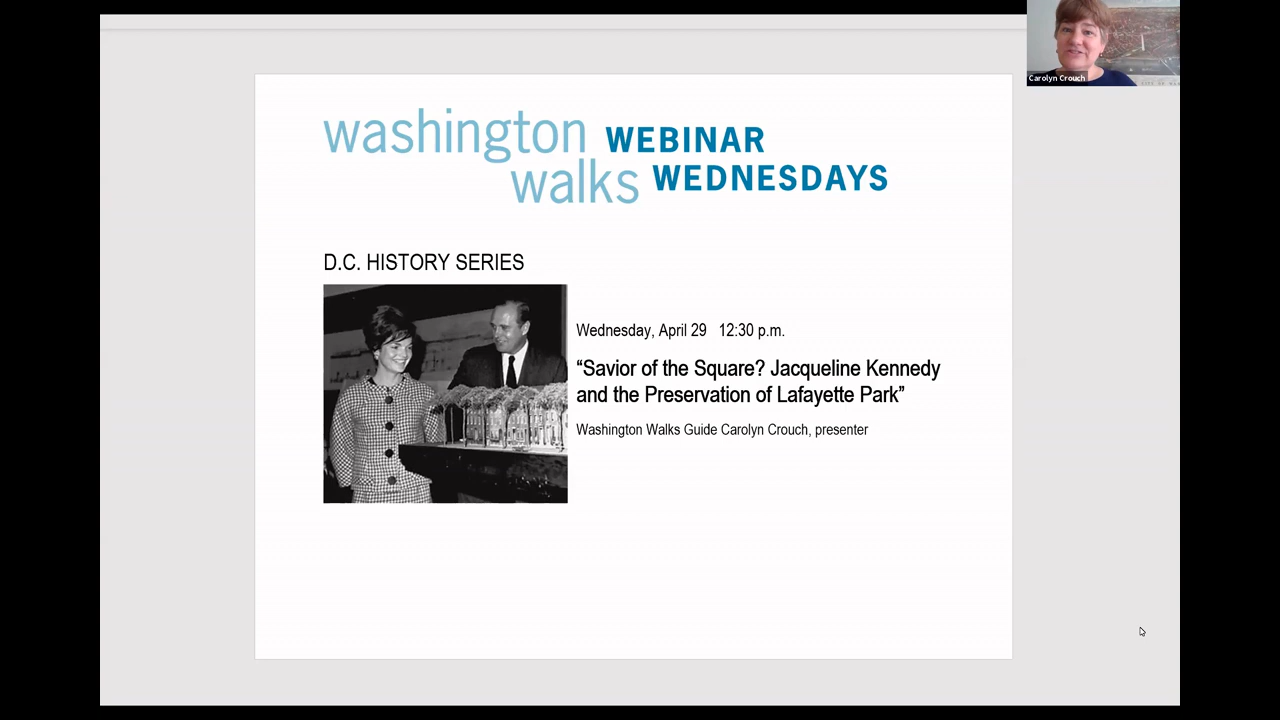 Carolyn Crouch
washington WEBINAR
walks WEDNESDAYS
D.C. HISTORY SERIES
Wednesday, April 29 12:30 p.m.
“Savior of the Square? Jacqueline Kennedy
and the Preservation of Lafayette Park”
Washington Walks Guide Carolyn Crouch, presenter